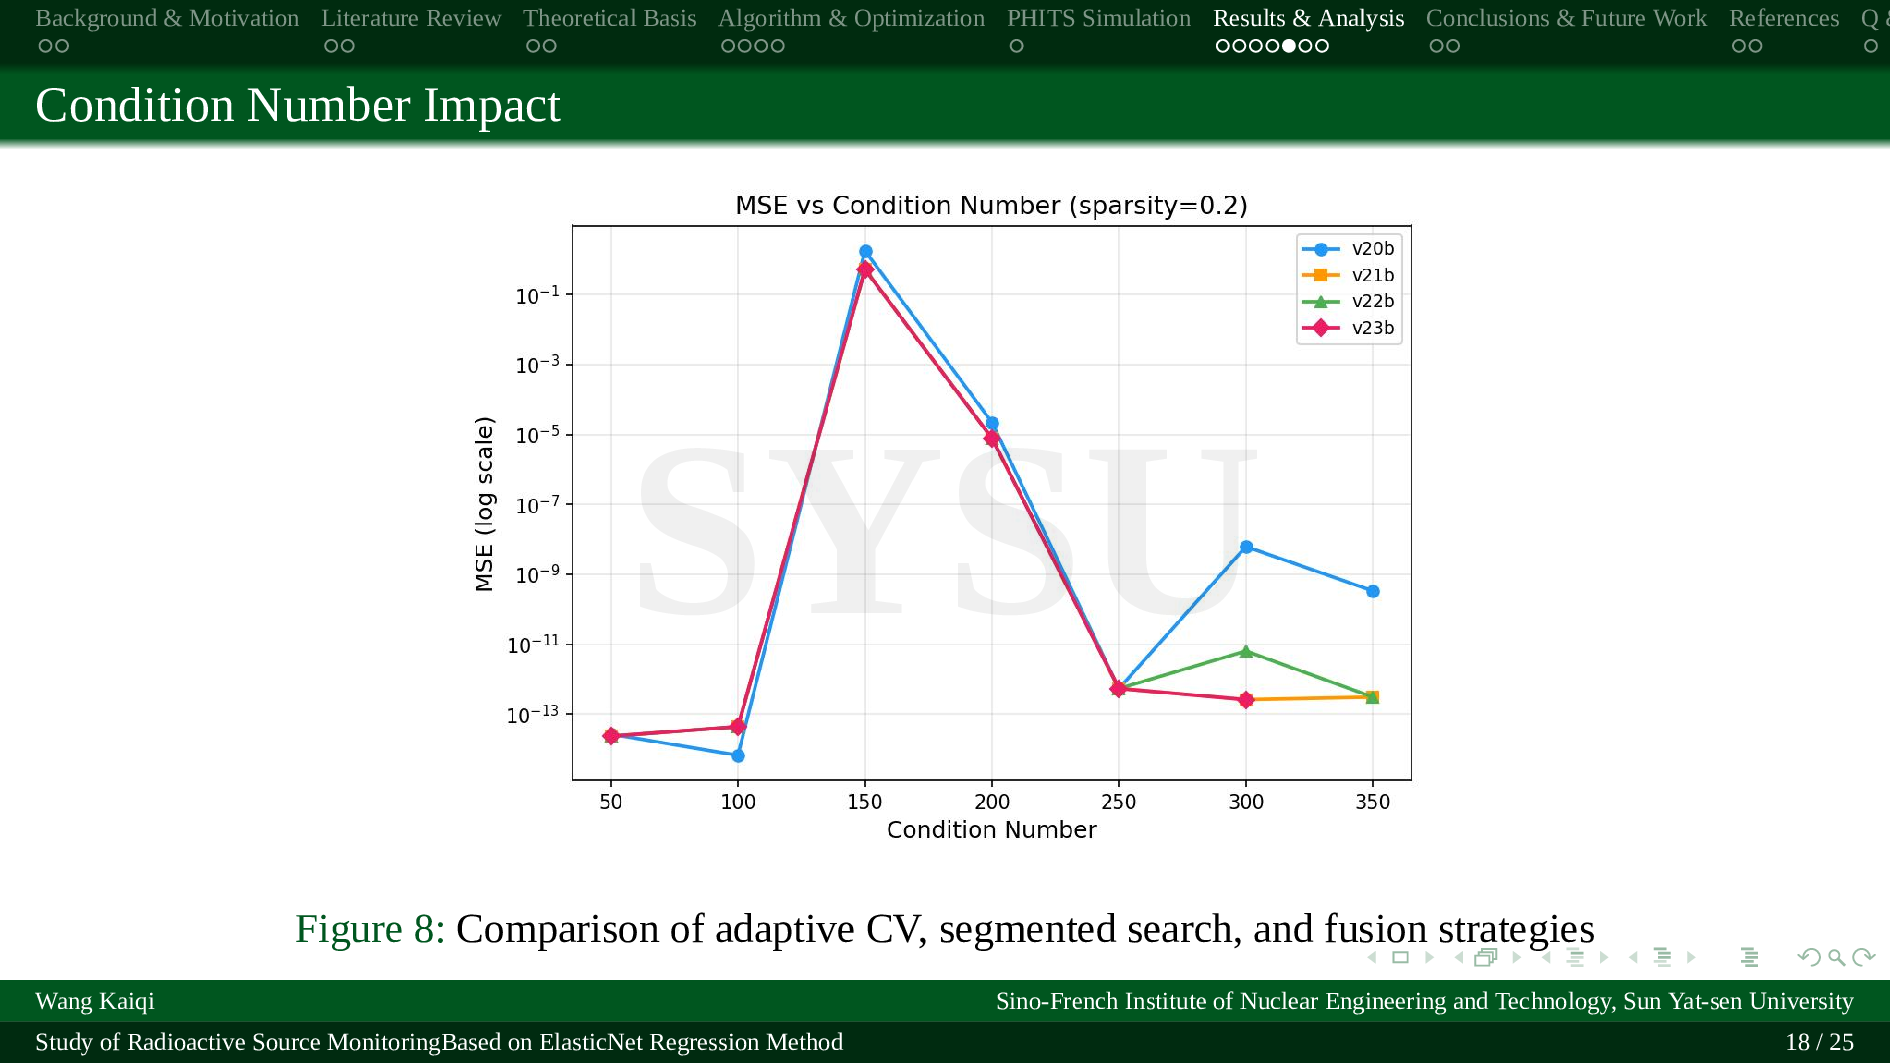 Background & Motivation Literature Review Theoretical Basis Algorithm & Optimization PHITS Simulation Results & Analysis Conclusions & Future Work References Q &
Condition Number Impact
MSE vs Condition Number (sparsity=0.2)
v20b
v21b
v22b
v23b
MSE (log scale)
10⁻¹
10⁻³
10⁻⁵
10⁻⁷
10⁻⁹
10⁻¹¹
10⁻¹³
SYSU
50 100 150 200 250 300 350
Condition Number
Figure 8: Comparison of adaptive CV, segmented search, and fusion strategies
Wang Kaiqi Sino-French Institute of Nuclear Engineering and Technology, Sun Yat-sen University
Study of Radioactive Source MonitoringBased on ElasticNet Regression Method 18 / 25